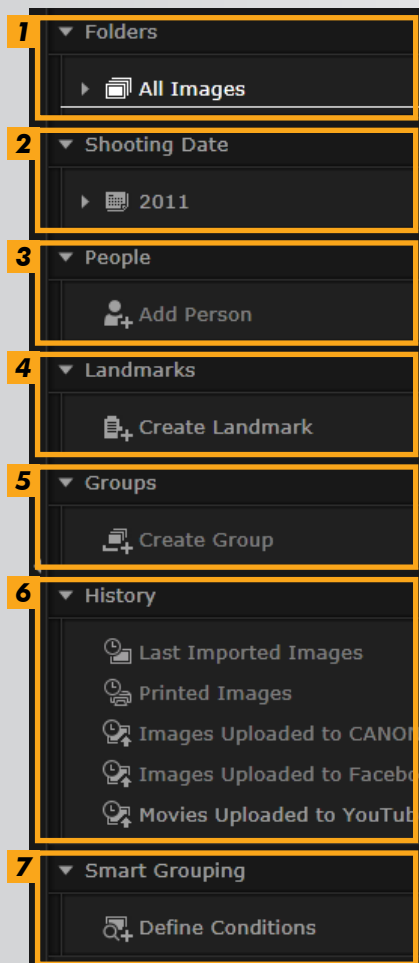 1 Folders
All Images
2 Shooting Date
2011
3 People
Add Person
4 Landmarks
Create Landmark
5 Groups
Create Group
6 History
Last Imported Images
Printed Images
Images Uploaded to CANON
Images Uploaded to Facebo
Movies Uploaded to YouTub
7 Smart Grouping
Define Conditions